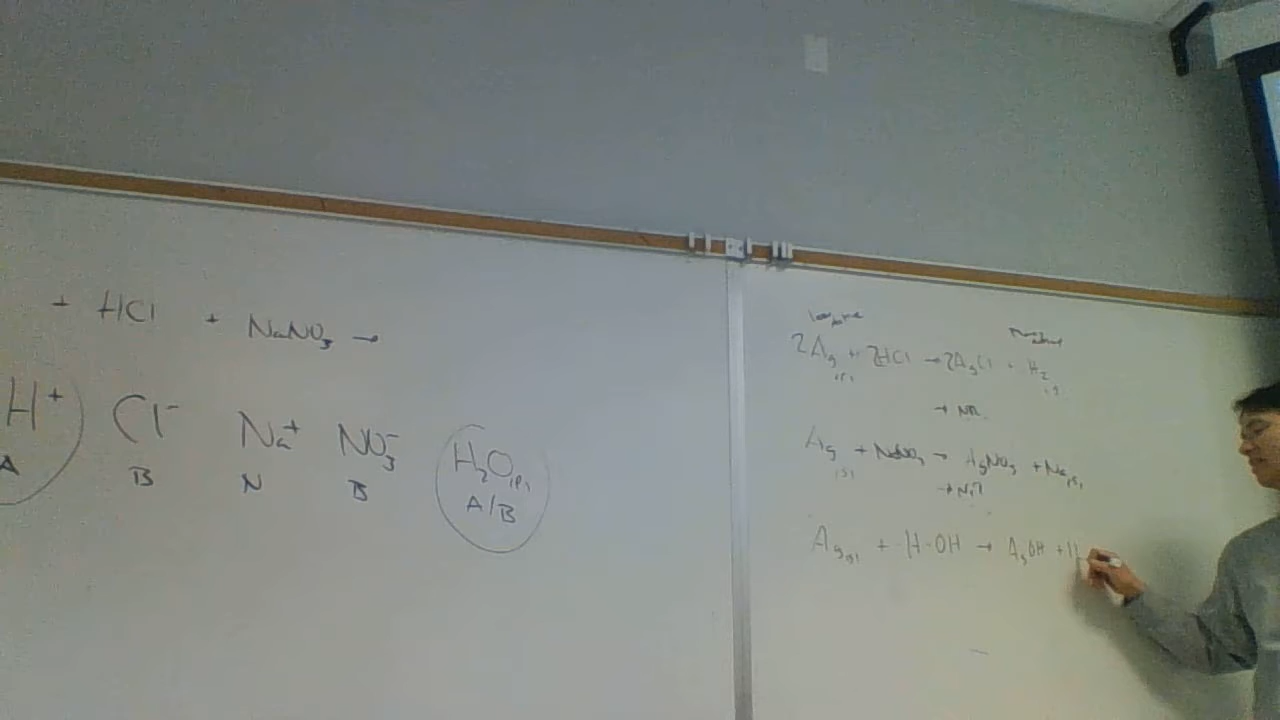 + HCl + NaNO₃ →
H⁺ Cl⁻ Na⁺ NO₃⁻ H₂O(l)
A B N B A/B
2Ag(s) + 2HCl → 2AgCl + H₂(g)
→ NR
Ag(s) + NaNO₃ → AgNO₃ + Na(s)
Ag(s) + H-OH → AgOH + H